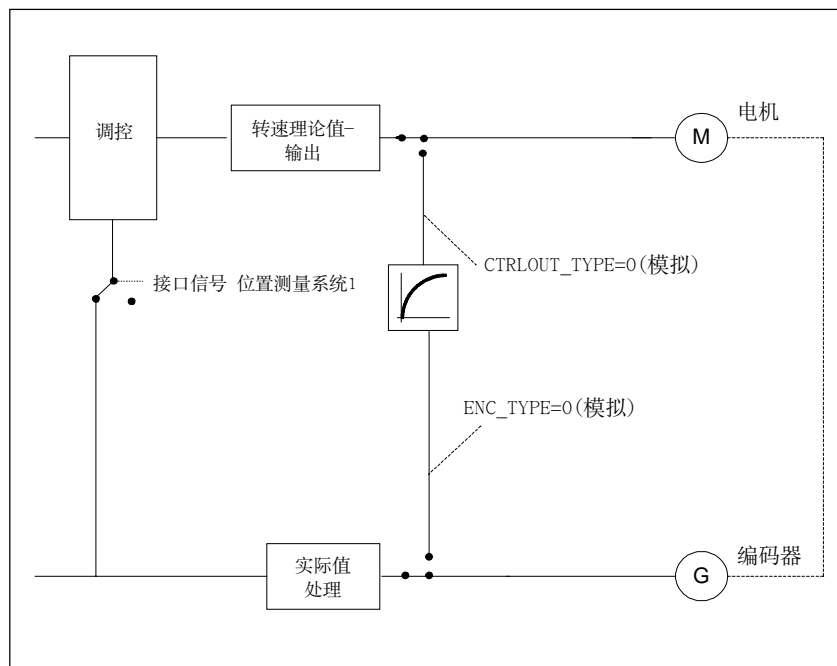 调控
转速理论值-
输出
M
电机
接口信号 位置测量系统1
CTRLOUT_TYPE=0(模拟)
ENC_TYPE=0(模拟)
实际值
处理
G
编码器